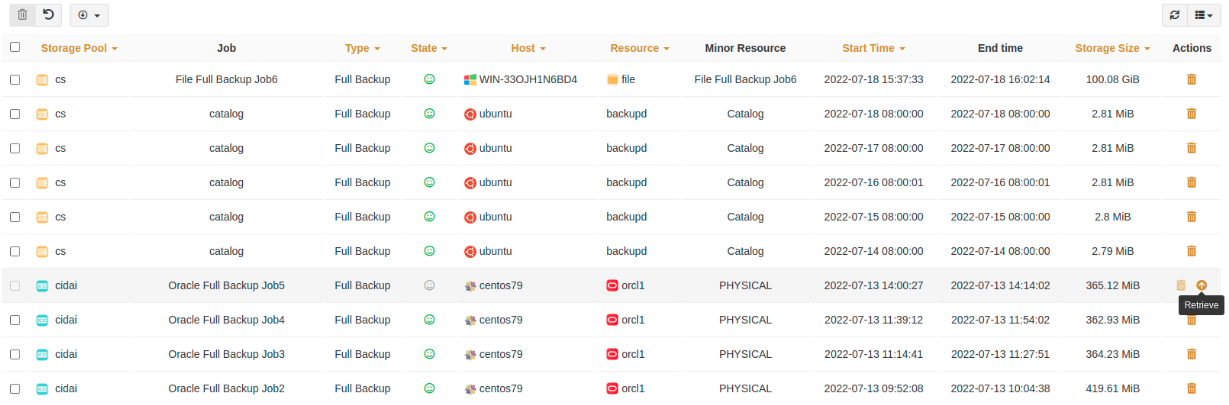 Storage Pool Job Type State Host Resource Minor Resource Start Time End time Storage Size Actions
cs File Full Backup Job6 Full Backup WIN-33OJH1N6BD4 file File Full Backup Job6 2022-07-18 15:37:33 2022-07-18 16:02:14 100.08 GiB
cs catalog Full Backup ubuntu backupd Catalog 2022-07-18 08:00:00 2022-07-18 08:00:00 2.81 MiB
cs catalog Full Backup ubuntu backupd Catalog 2022-07-17 08:00:00 2022-07-17 08:00:00 2.81 MiB
cs catalog Full Backup ubuntu backupd Catalog 2022-07-16 08:00:01 2022-07-16 08:00:01 2.81 MiB
cs catalog Full Backup ubuntu backupd Catalog 2022-07-15 08:00:00 2022-07-15 08:00:00 2.8 MiB
cs catalog Full Backup ubuntu backupd Catalog 2022-07-14 08:00:00 2022-07-14 08:00:00 2.79 MiB
cidai Oracle Full Backup Job5 Full Backup centos79 orcl1 PHYSICAL 2022-07-13 14:00:27 2022-07-13 14:14:02 365.12 MiB
Retrieve
cidai Oracle Full Backup Job4 Full Backup centos79 orcl1 PHYSICAL 2022-07-13 11:39:12 2022-07-13 11:54:02 362.93 MiB
cidai Oracle Full Backup Job3 Full Backup centos79 orcl1 PHYSICAL 2022-07-13 11:14:41 2022-07-13 11:27:51 364.23 MiB
cidai Oracle Full Backup Job2 Full Backup centos79 orcl1 PHYSICAL 2022-07-13 09:52:08 2022-07-13 10:04:38 419.61 MiB